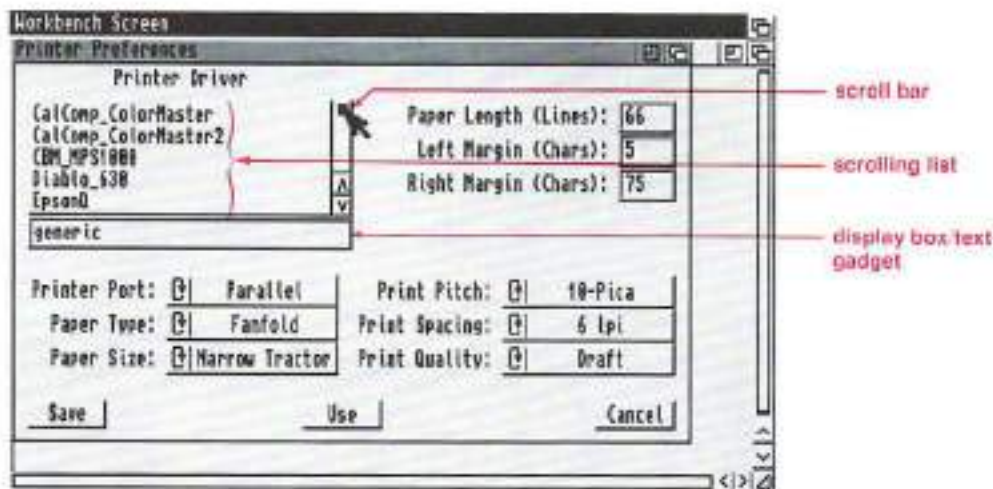 Workbench Screen
Printer Preferences
Printer Driver
CalComp_ColorMaster
CalComp_ColorMaster2
CBM_MPS1000
Diablo_630
EpsonQ
generic
Paper Length (Lines): 66
Left Margin (Chars): 5
Right Margin (Chars): 75
scroll bar
scrolling list
display box/text
gadget
Printer Port: Parallel
Paper Type: Fanfold
Paper Size: Narrow Tractor
Print Pitch: 10-Pica
Print Spacing: 6 lpi
Print Quality: Draft
Save
Use
Cancel